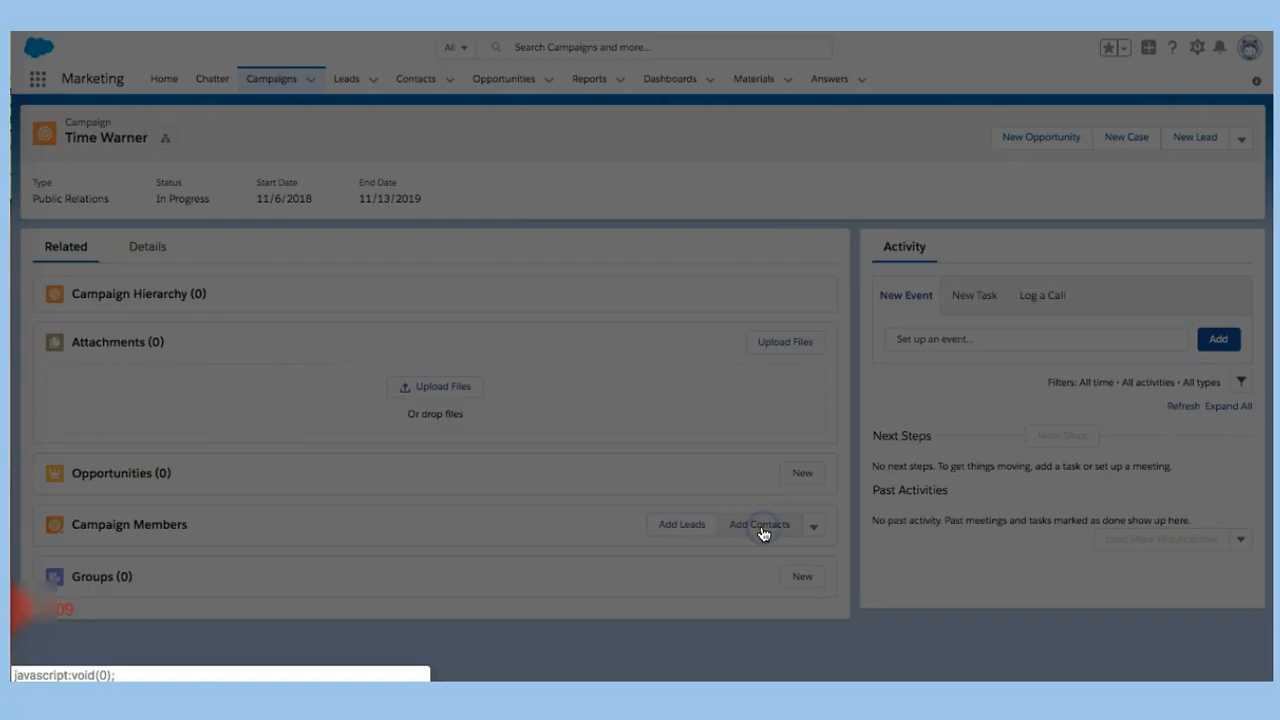 All
Search Campaigns and more...
Marketing
Home
Chatter
Campaigns
Leads
Contacts
Opportunities
Reports
Dashboards
Materials
Answers
Campaign
Time Warner
New Opportunity
New Case
New Lead
Type
Status
Start Date
End Date
Public Relations
In Progress
11/6/2018
11/13/2019
Related
Details
Activity
Campaign Hierarchy (0)
New Event
New Task
Log a Call
Attachments (0)
Upload Files
Set up an event...
Add
Upload Files
Or drop files
Filters: All time • All activities • All types
Refresh
Expand All
Next Steps
More Steps
No next steps. To get things moving, add a task or set up a meeting.
Opportunities (0)
New
Past Activities
No past activity. Past meetings and tasks marked as done show up here.
Campaign Members
Add Leads
Add Contacts
Load More Past Activities
Groups (0)
New
09
javascript:void(0);